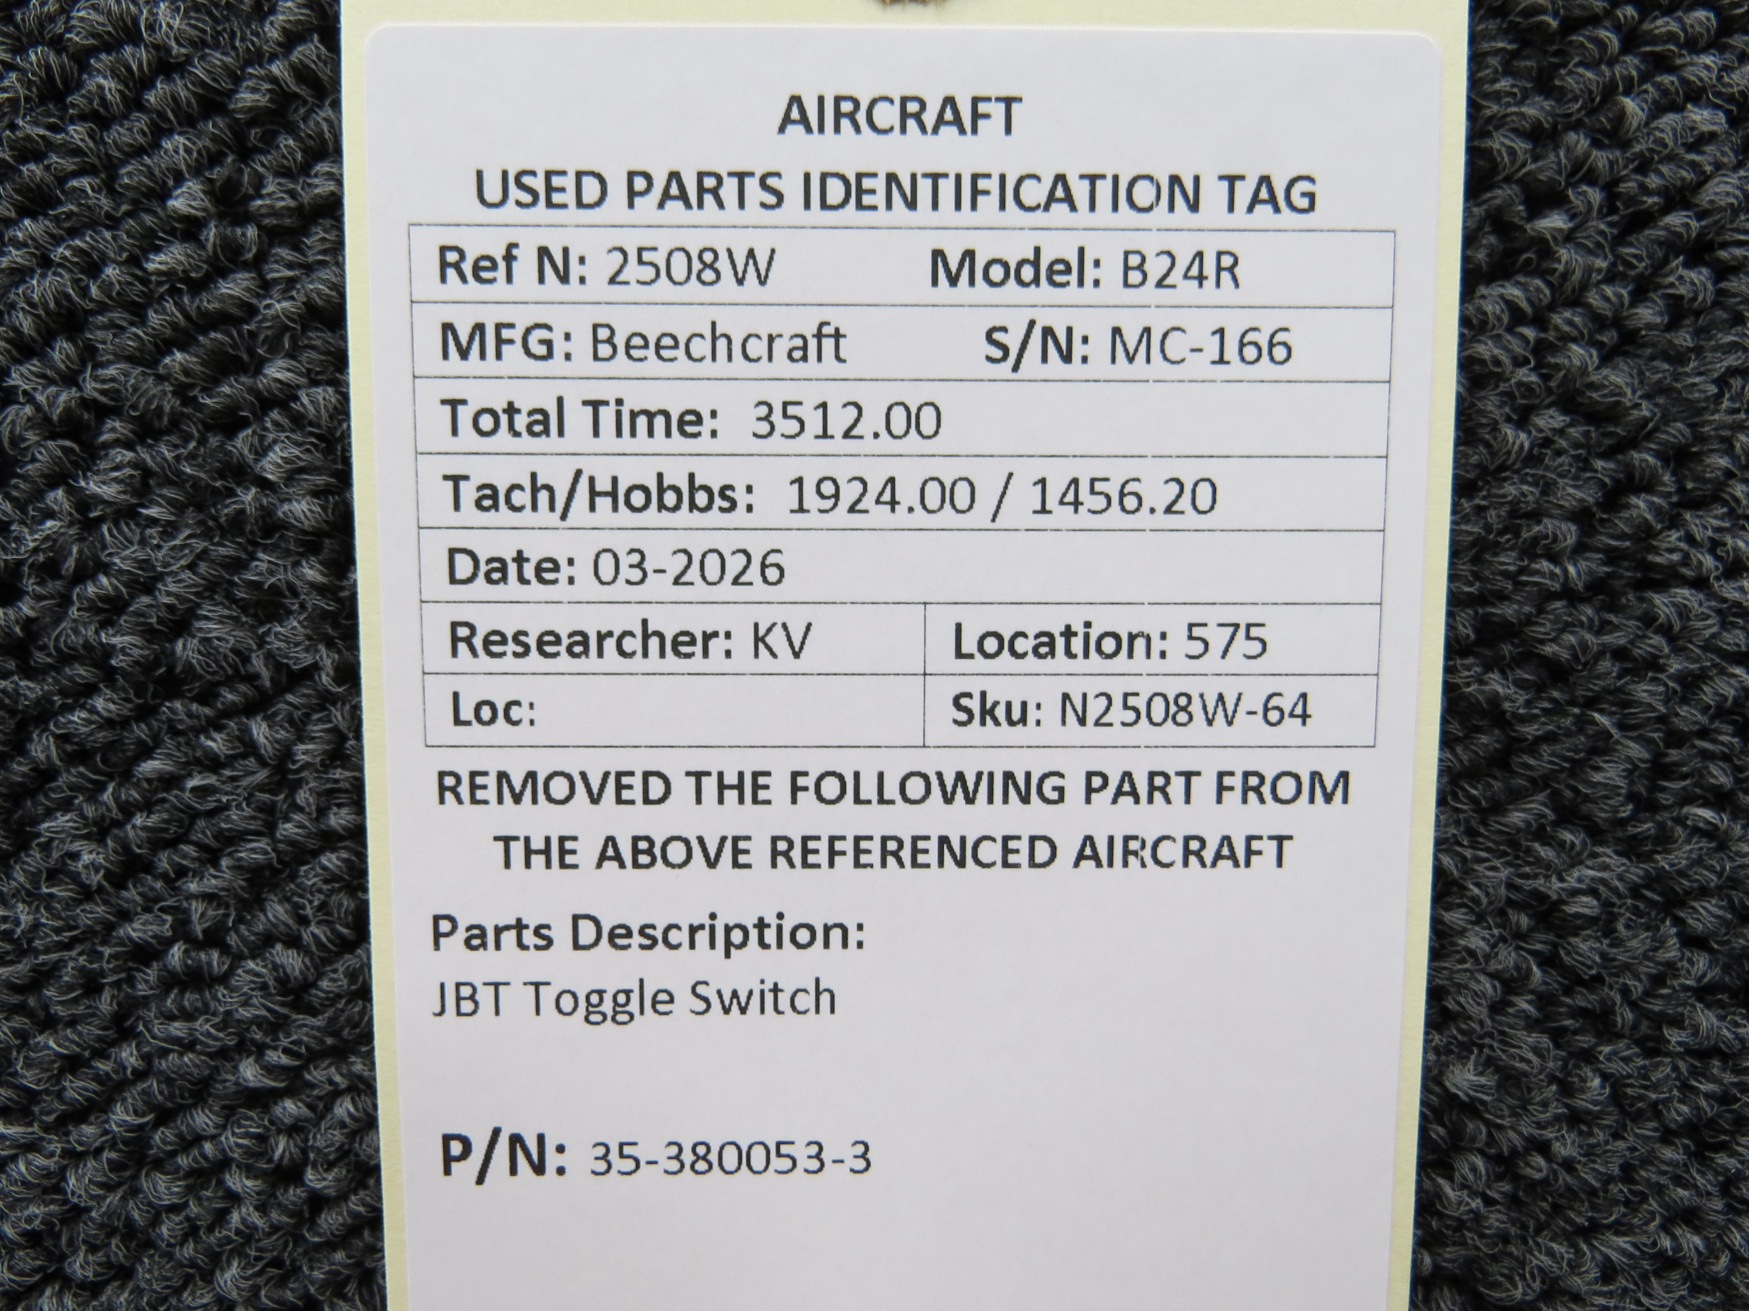 AIRCRAFT
USED PARTS IDENTIFICATION TAG
Ref N: 2508W Model: B24R
MFG: Beechcraft S/N: MC-166
Total Time: 3512.00
Tach/Hobbs: 1924.00 / 1456.20
Date: 03-2026
Researcher: KV Location: 575
Loc: Sku: N2508W-64
REMOVED THE FOLLOWING PART FROM
THE ABOVE REFERENCED AIRCRAFT
Parts Description:
JBT Toggle Switch
P/N: 35-380053-3